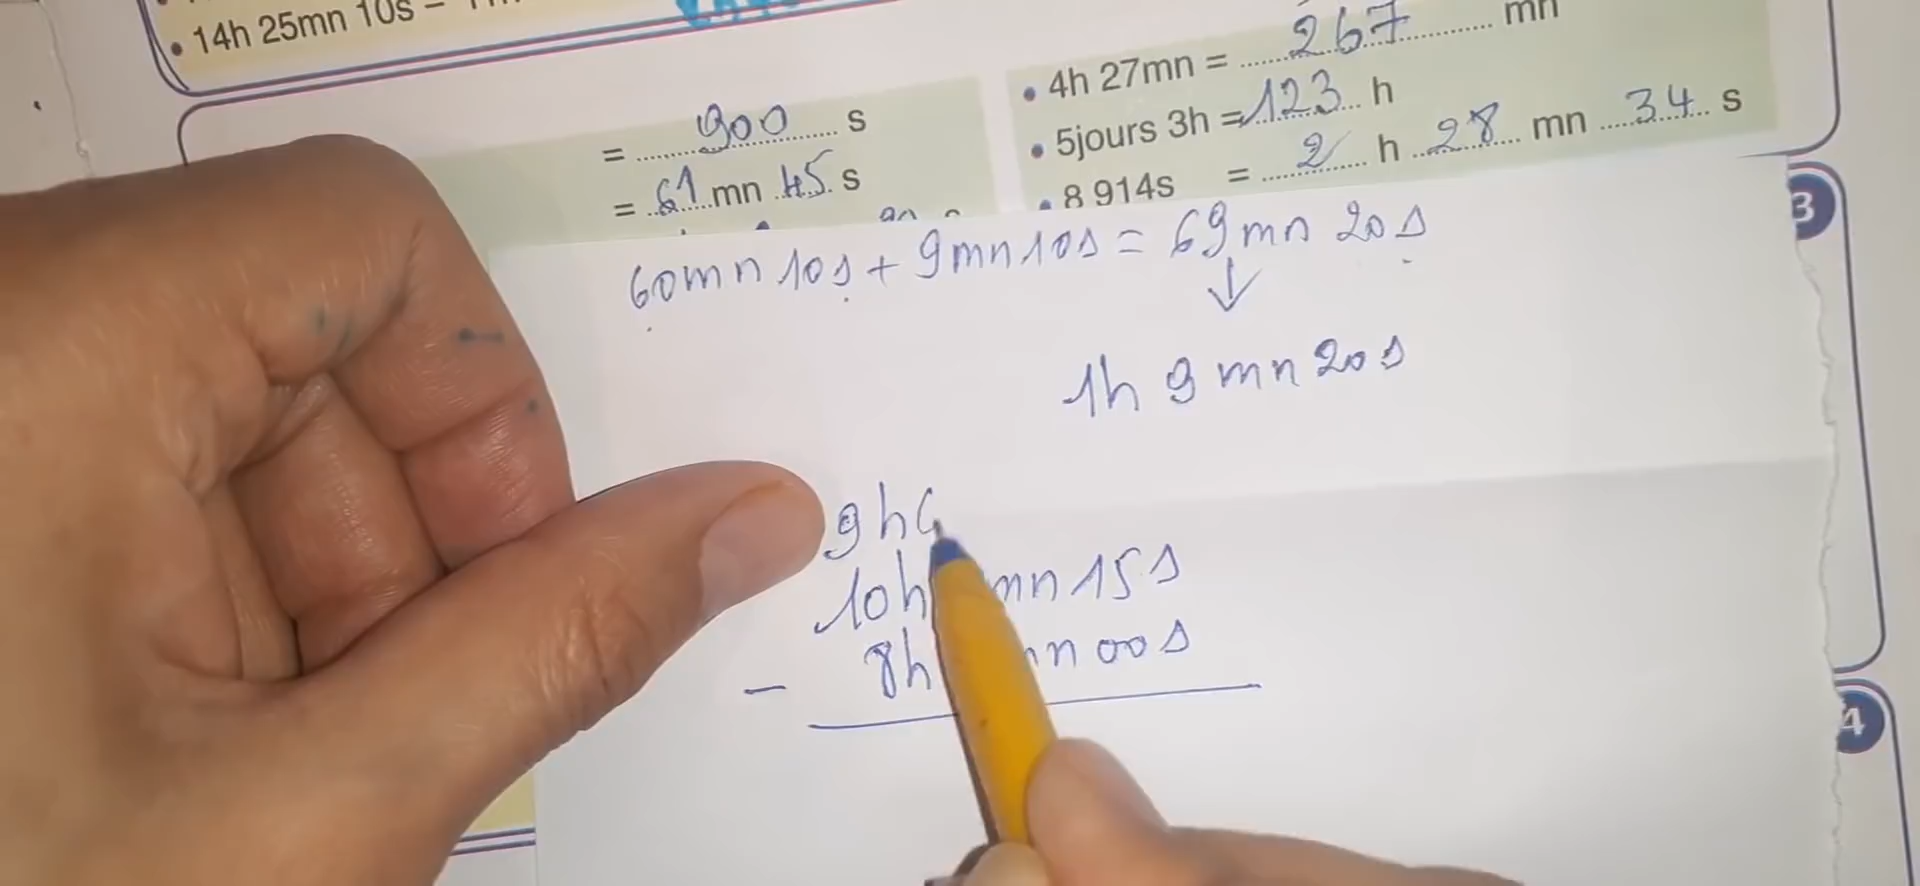 • 14h 25mn 10s -
• 4h 27mn = 267 mn
= 900 s
• 5jours 3h = 123 h
= 61 mn 45 s
• 8 914s = 2 h 28 mn 34 s
60mn 10s + 9mn 10s = 69mn 20s
↓
1h 9mn 20s
9h
10h mn 15s
- 8h mn 00s
3
4